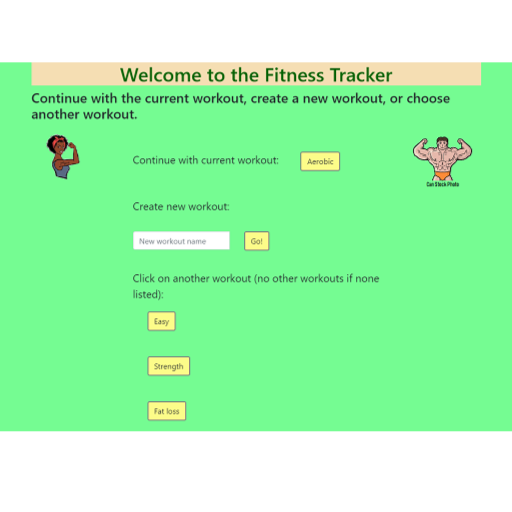 Welcome to the Fitness Tracker
Continue with the current workout, create a new workout, or choose
another workout.
Continue with current workout:
Aerobic
Can Stock Photo
Create new workout:
New workout name
Go!
Click on another workout (no other workouts if none
listed):
Easy
Strength
Fat loss